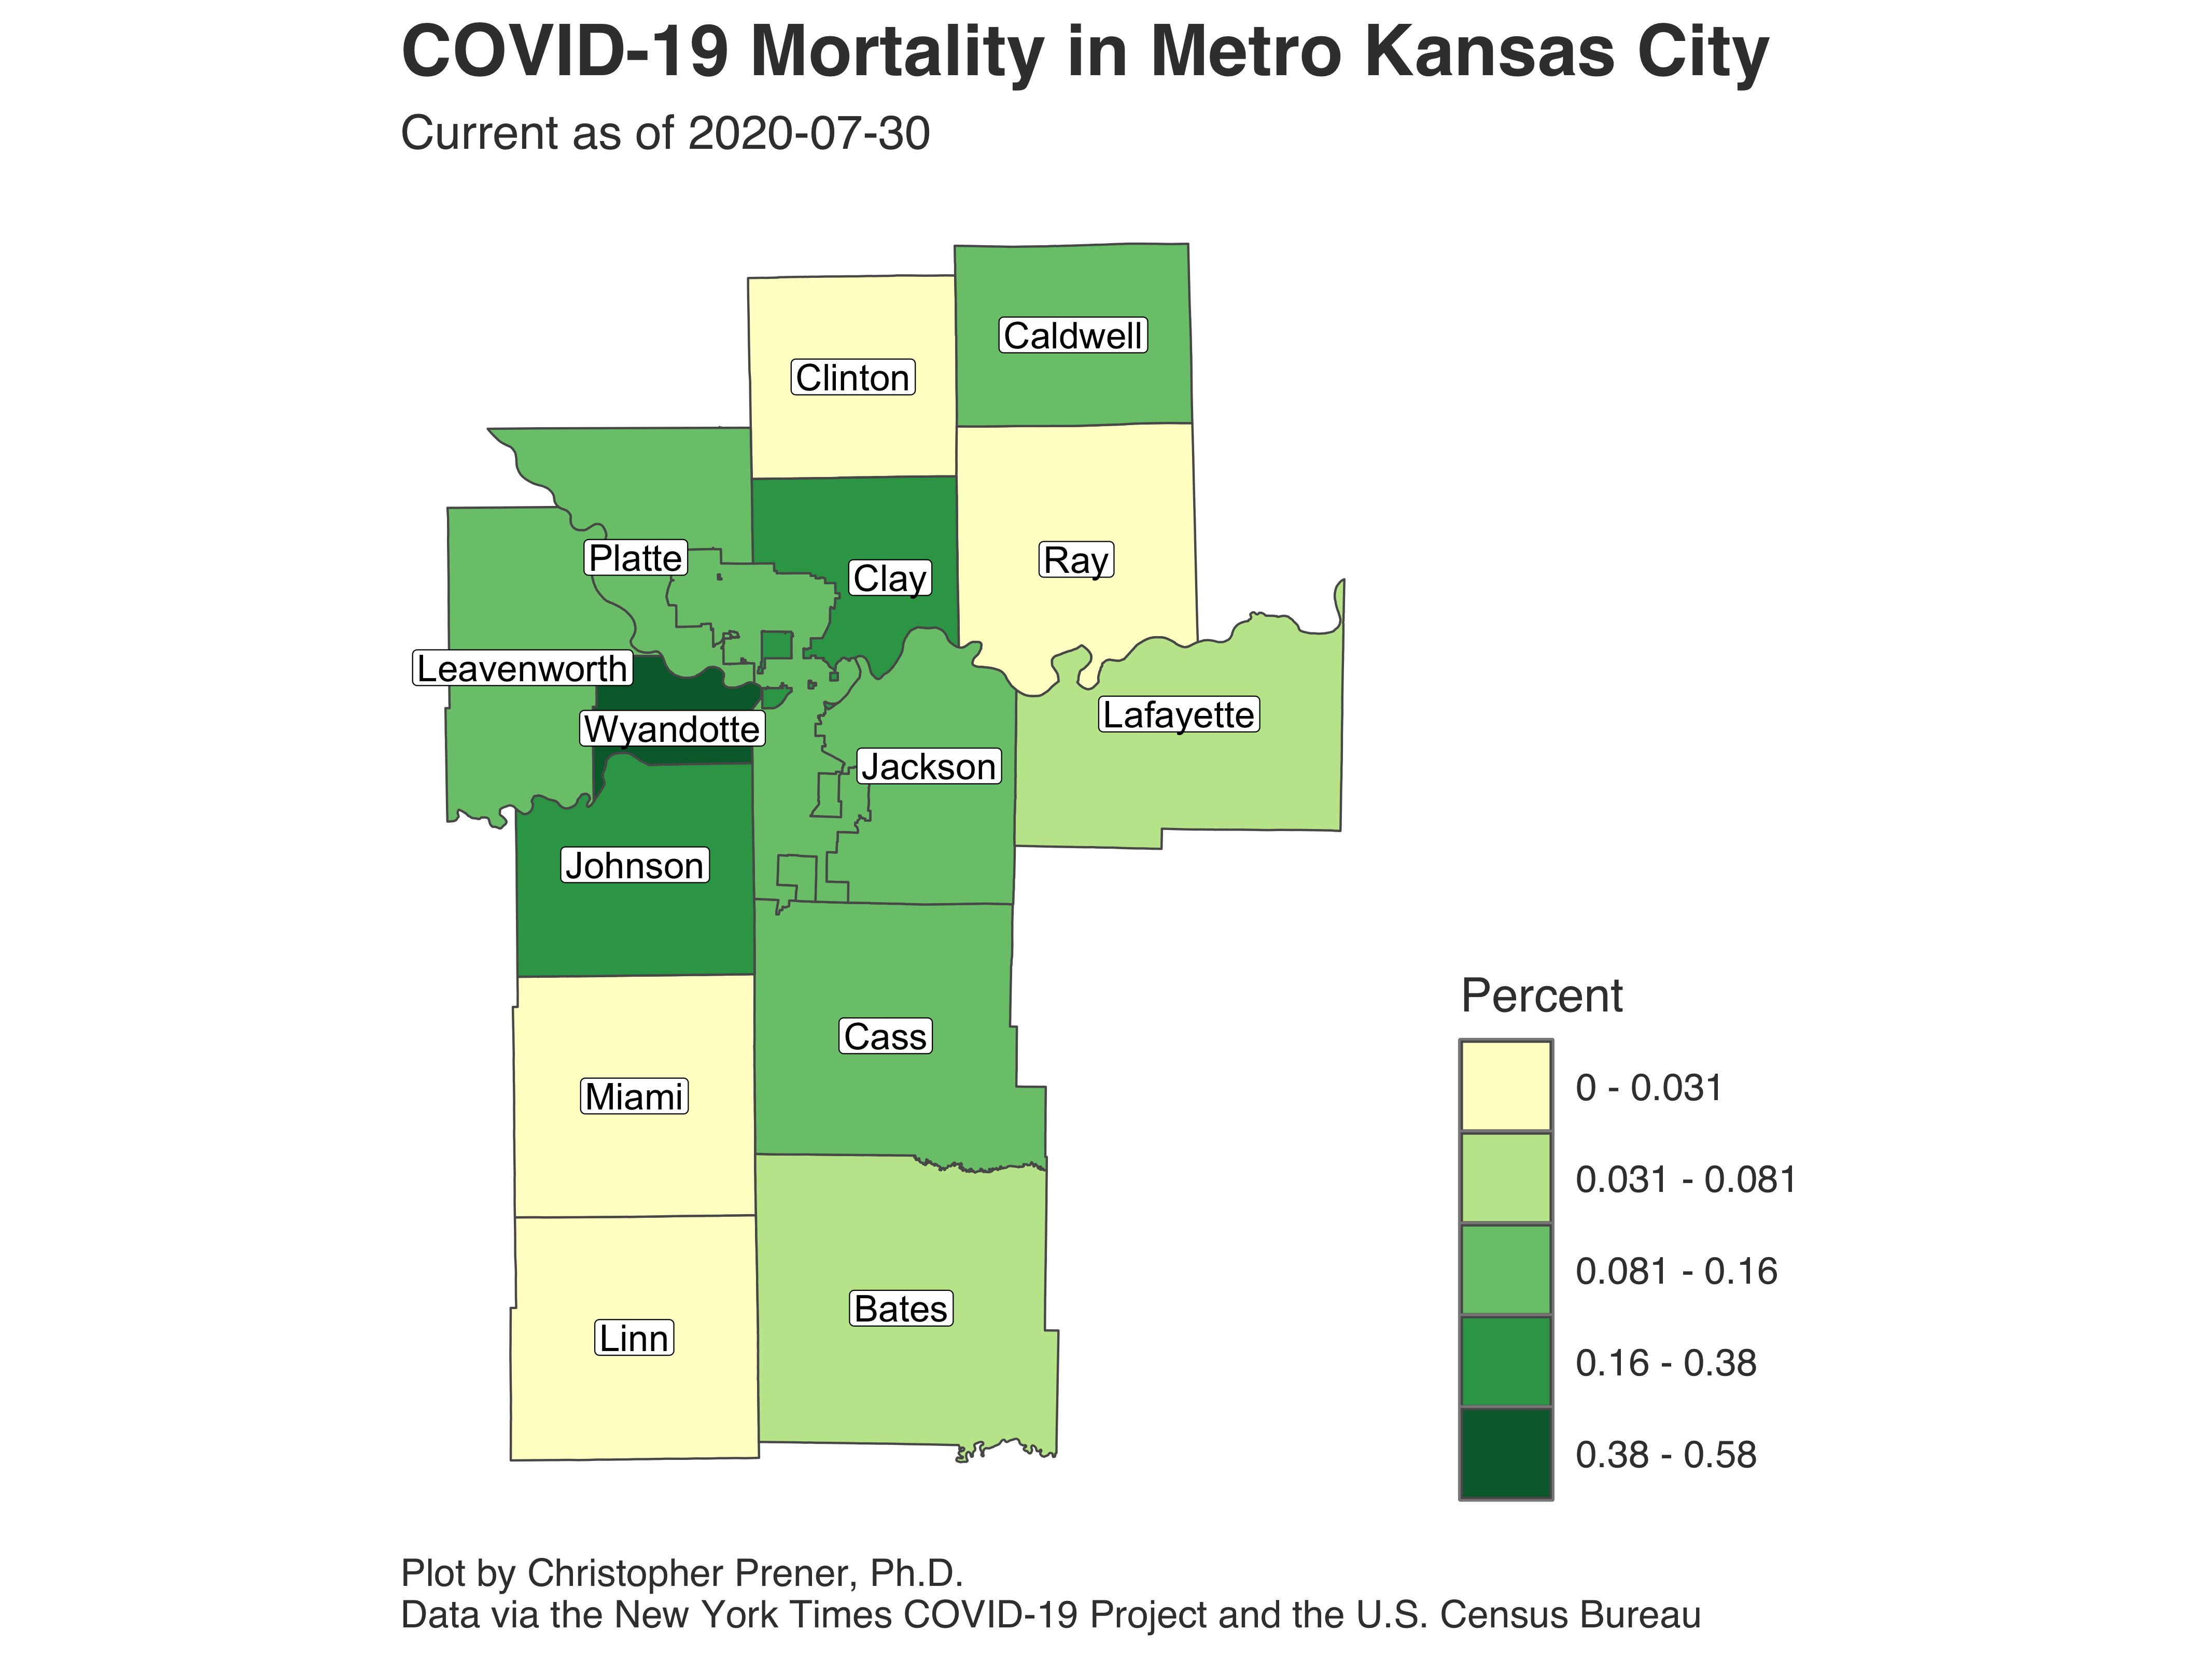 COVID-19 Mortality in Metro Kansas City
Current as of 2020-07-30
Caldwell
Clinton
Platte
Clay
Ray
Leavenworth
Wyandotte
Lafayette
Jackson
Johnson
Cass
Miami
Bates
Linn
Percent
0 - 0.031
0.031 - 0.081
0.081 - 0.16
0.16 - 0.38
0.38 - 0.58
Plot by Christopher Prener, Ph.D.
Data via the New York Times COVID-19 Project and the U.S. Census Bureau